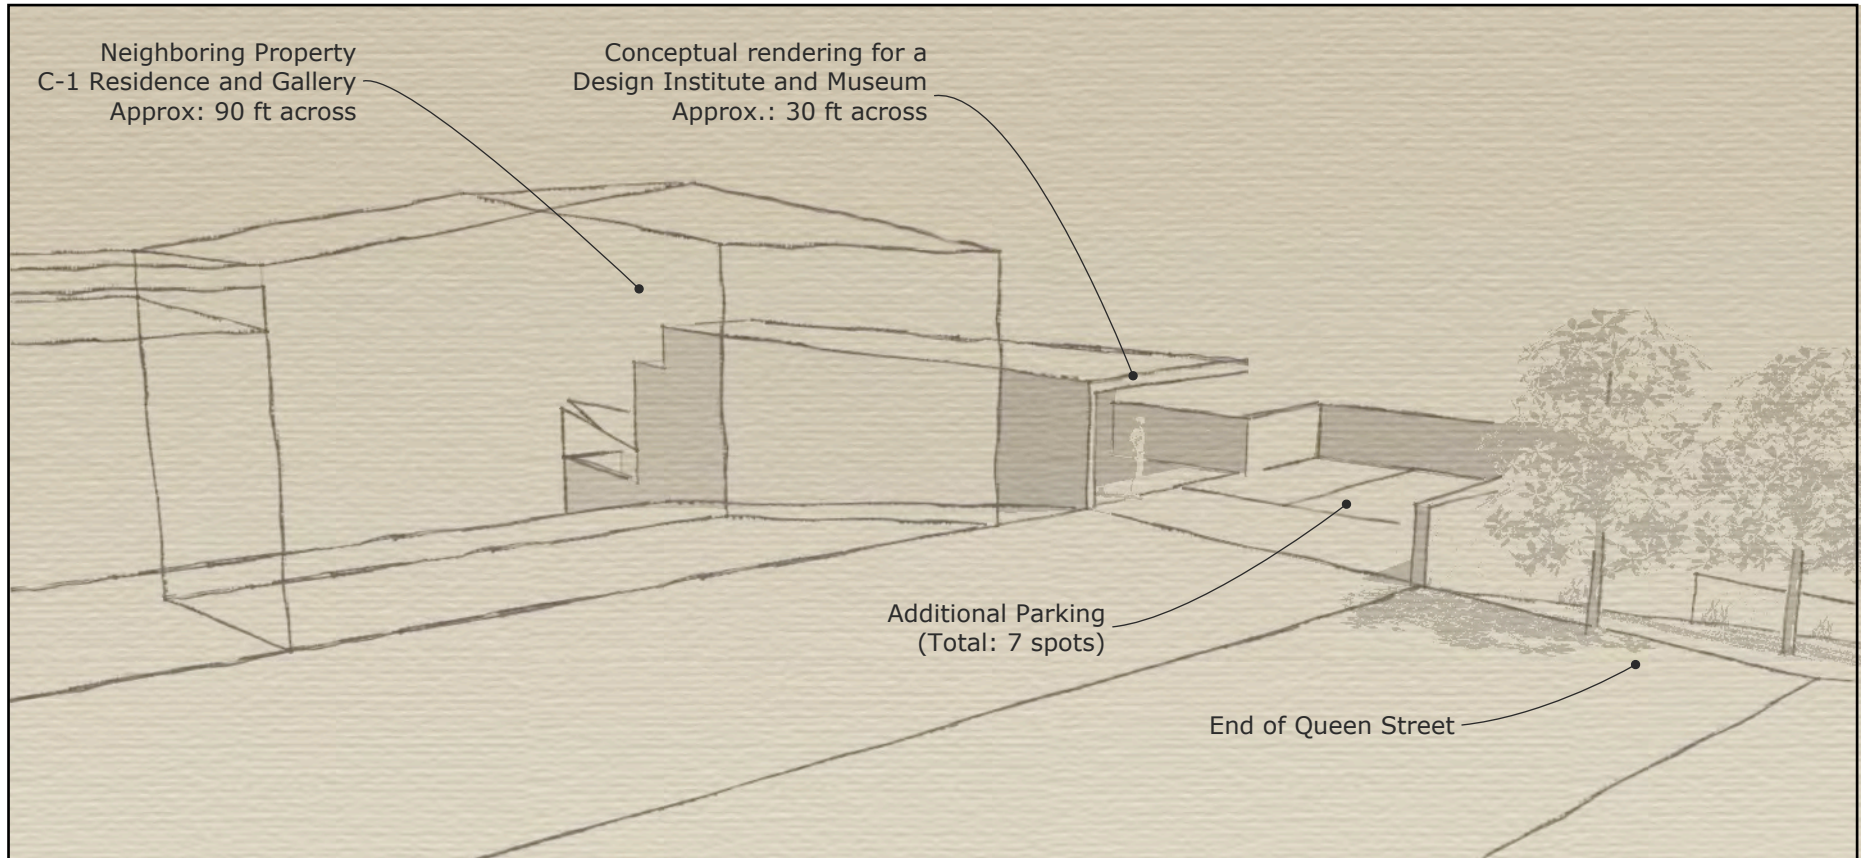 Neighboring Property
C-1 Residence and Gallery
Approx: 90 ft across
Conceptual rendering for a
Design Institute and Museum
Approx.: 30 ft across
Additional Parking
(Total: 7 spots)
End of Queen Street